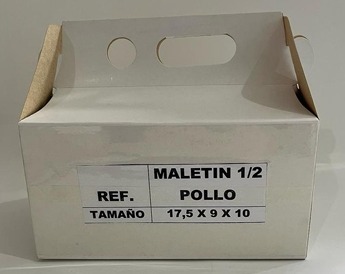 MALETIN 1/2
REF. POLLO
TAMAÑO 17,5 X 9 X 10